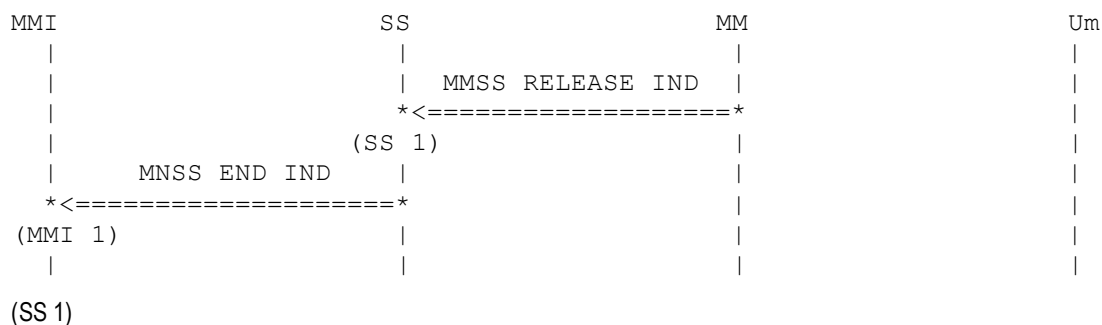 MMI SS MM Um
| | | |
| | MMSS RELEASE IND | |
| *<===================* |
| (SS 1) | |
| MNSS END IND | | |
*<====================* | |
(MMI 1) | | |
| | | |
(SS 1)